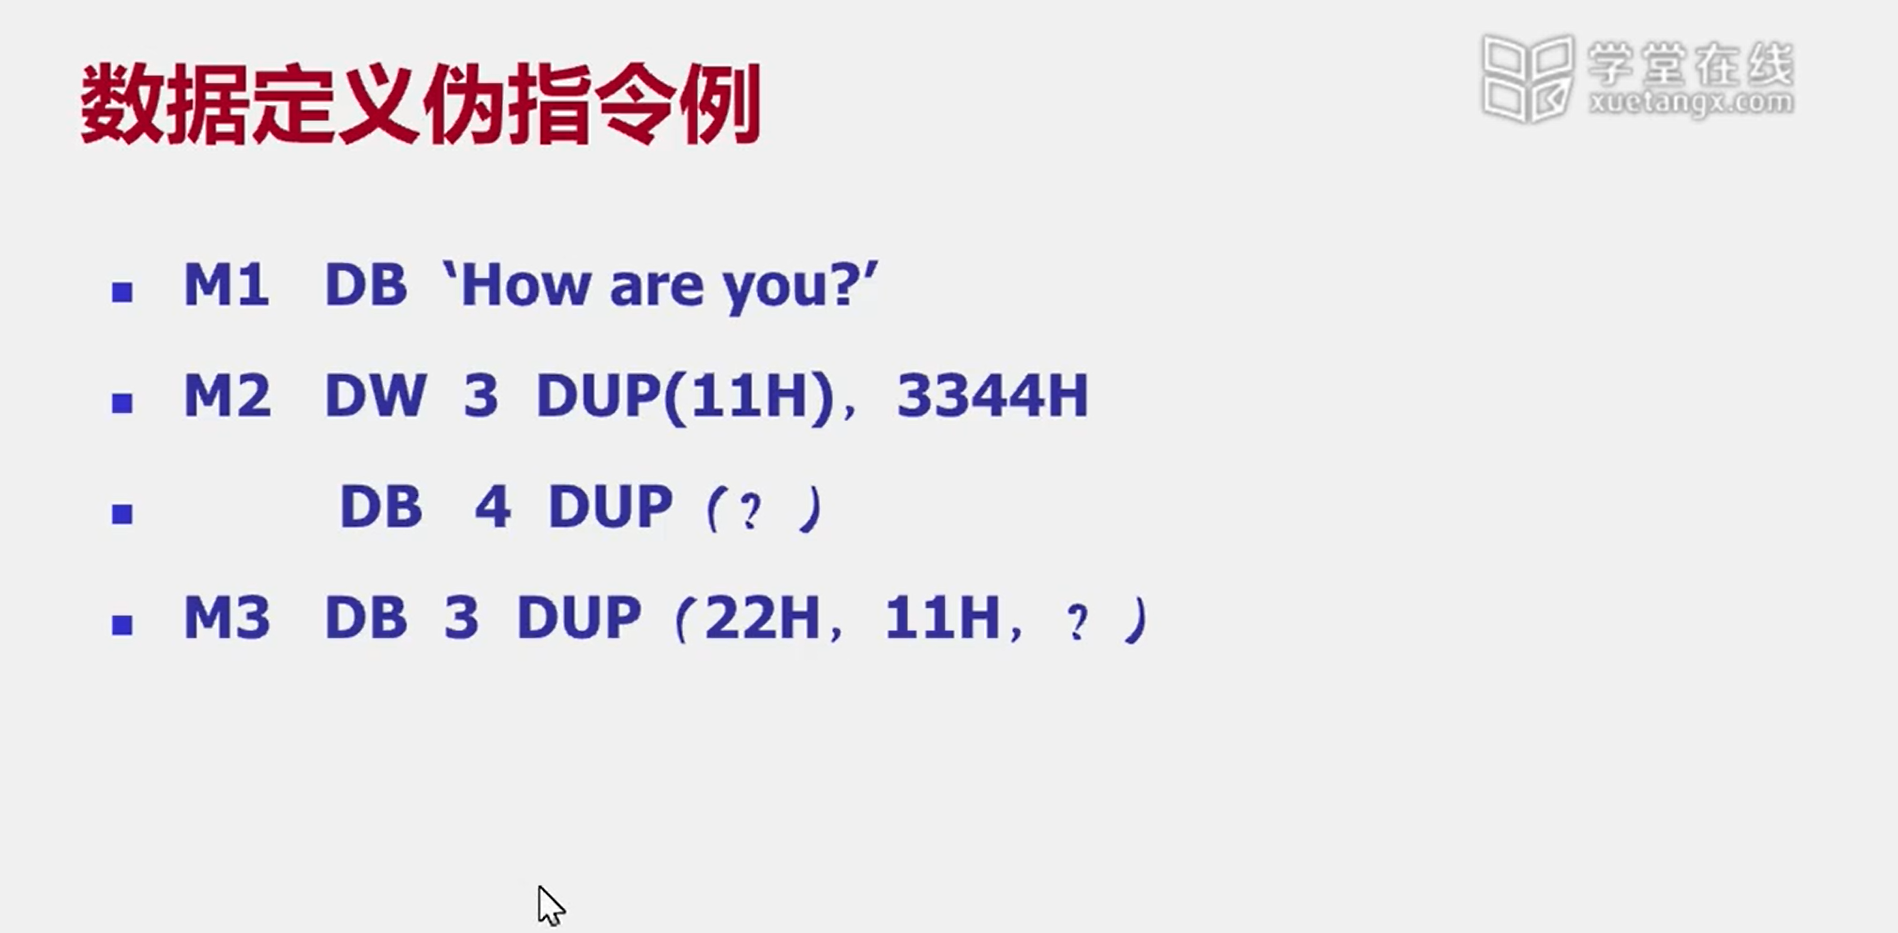 数据定义伪指令例
学堂在线
xuetangx.com
M1 DB ‘How are you?’
M2 DW 3 DUP(11H)，3344H
DB 4 DUP（？）
M3 DB 3 DUP（22H，11H，？）